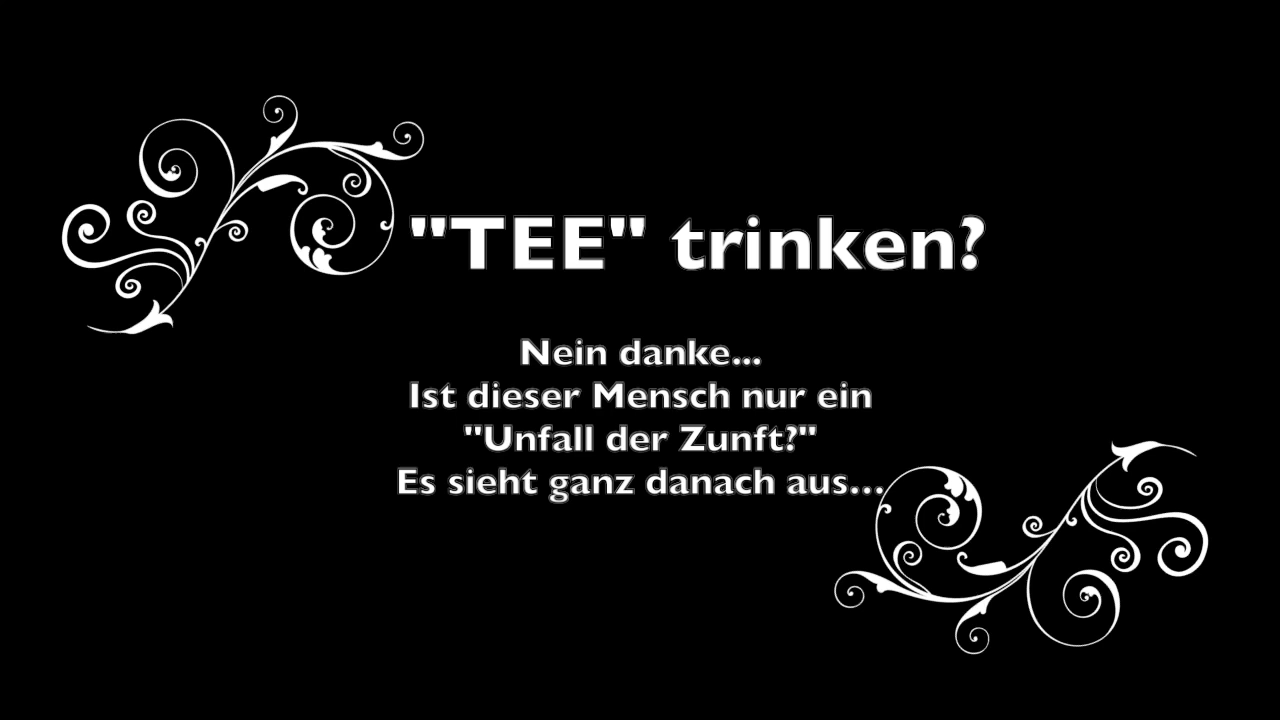 "TEE" trinken?
Nein danke...
Ist dieser Mensch nur ein
"Unfall der Zunft?"
Es sieht ganz danach aus...